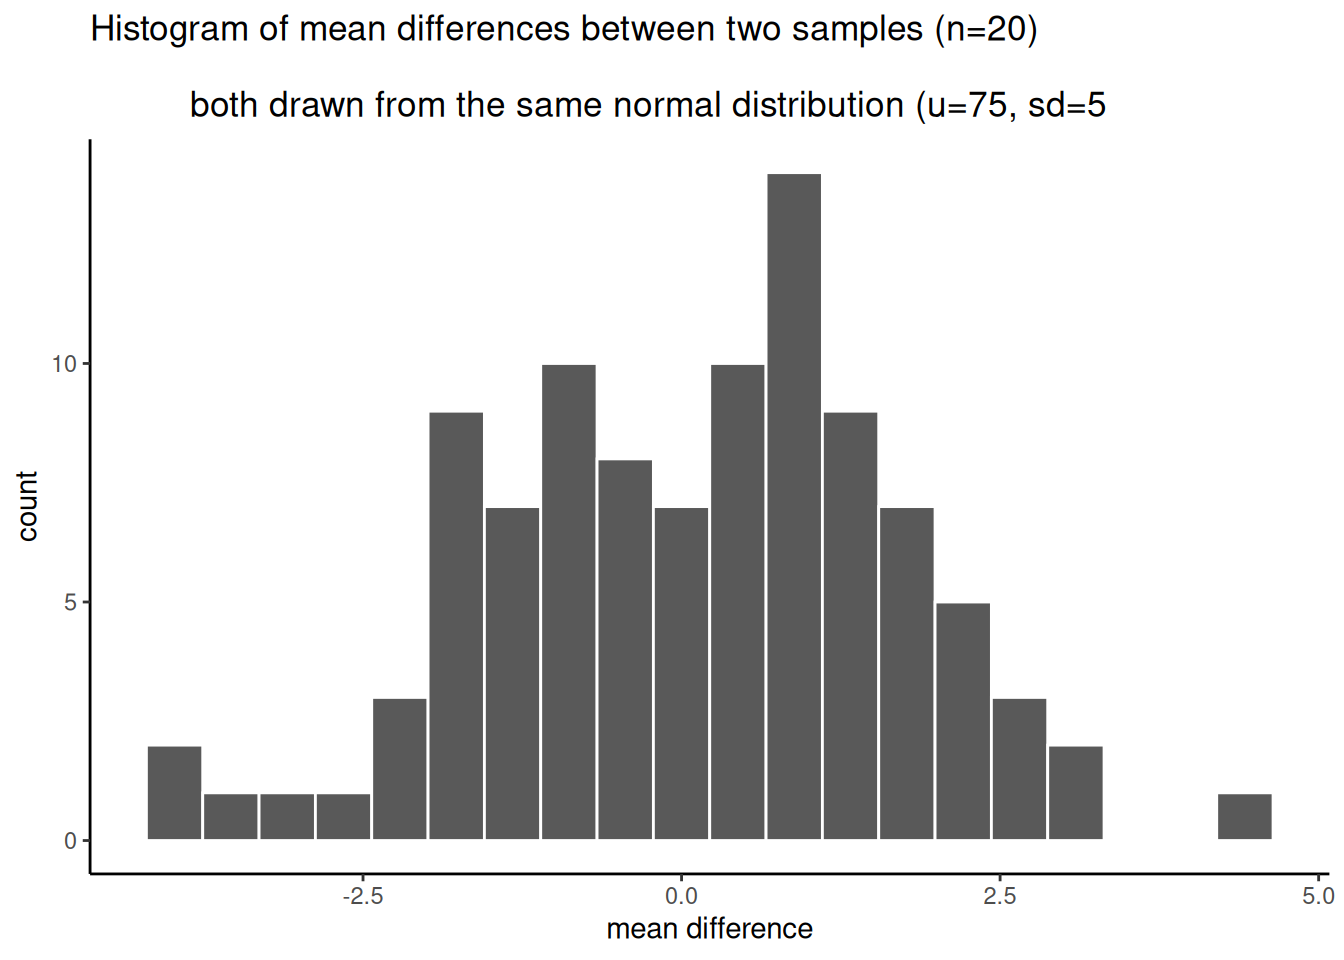 Histogram of mean differences between two samples (n=20)
both drawn from the same normal distribution (u=75, sd=5
10
5
0
count
-2.5
0.0
2.5
5.0
mean difference